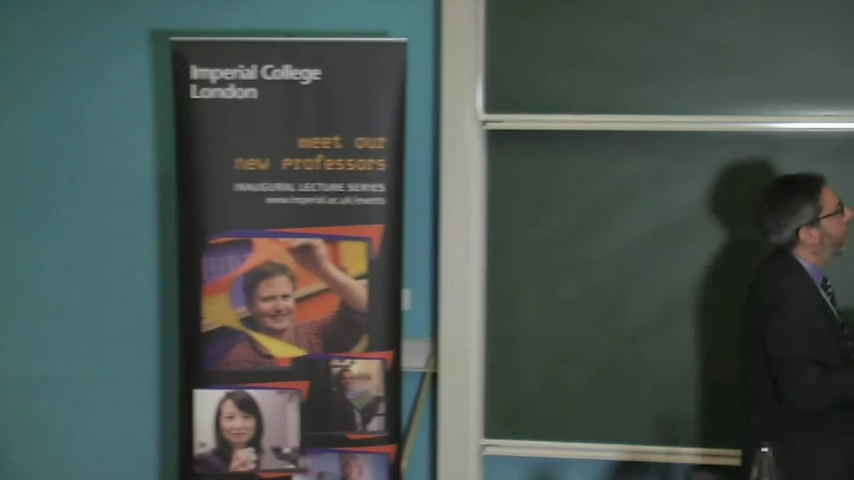 Imperial College
London
meet our
new professors
INAUGURAL LECTURE SERIES
www.imperial.ac.uk/events